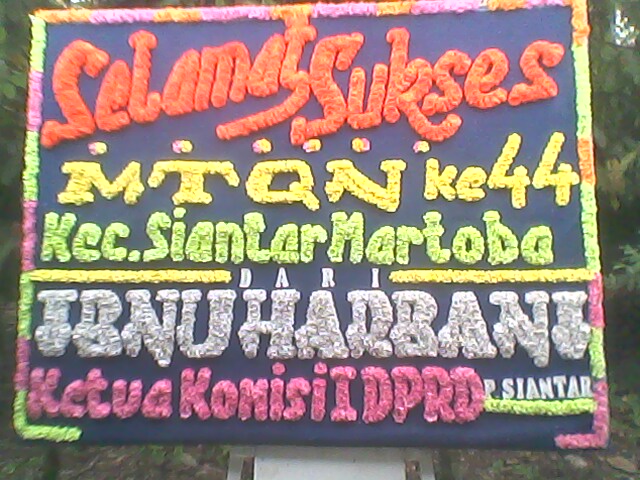 Selamat Sukses
MTQN ke 44
Kec. Siantar Martoba
DARI
IBNU HARBANI
Ketua Komisi I DPRD P. SIANTAR